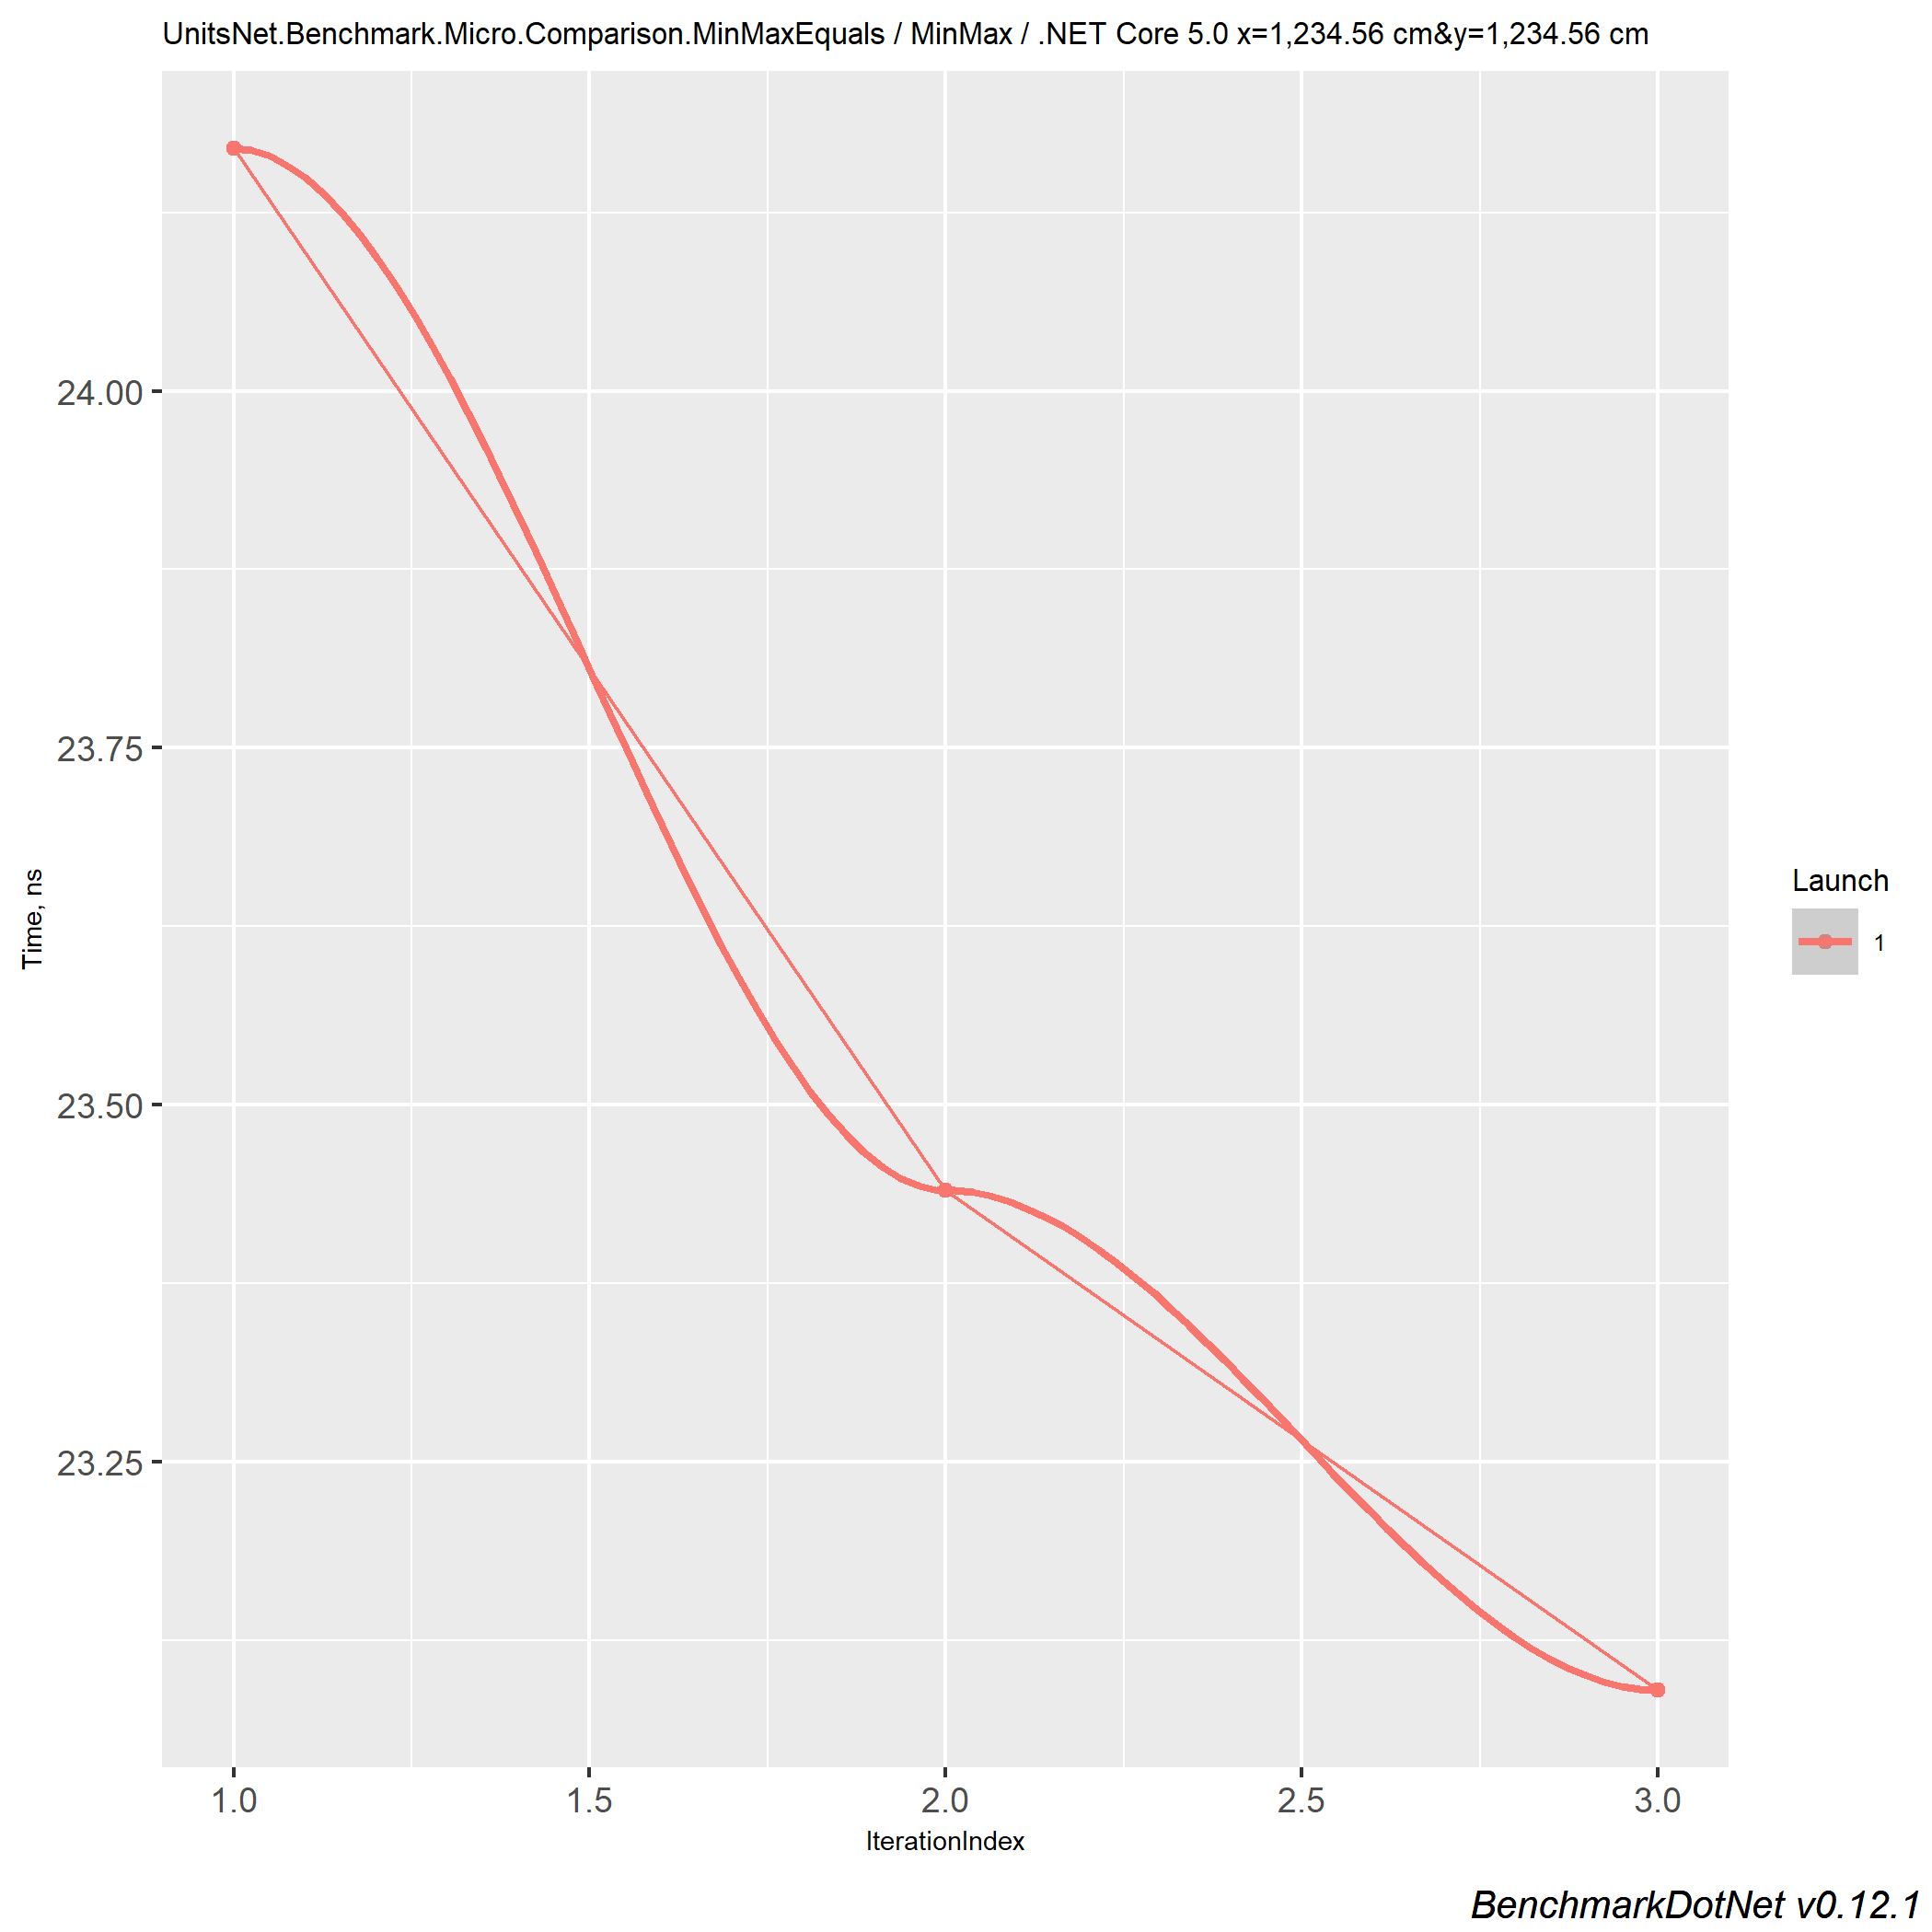 UnitsNet.Benchmark.Micro.Comparison.MinMaxEquals / MinMax / .NET Core 5.0 x=1,234.56 cm&y=1,234.56 cm
24.00
23.75
23.50
23.25
Time, ns
1.0 1.5 2.0 2.5 3.0
IterationIndex
Launch
1
BenchmarkDotNet v0.12.1